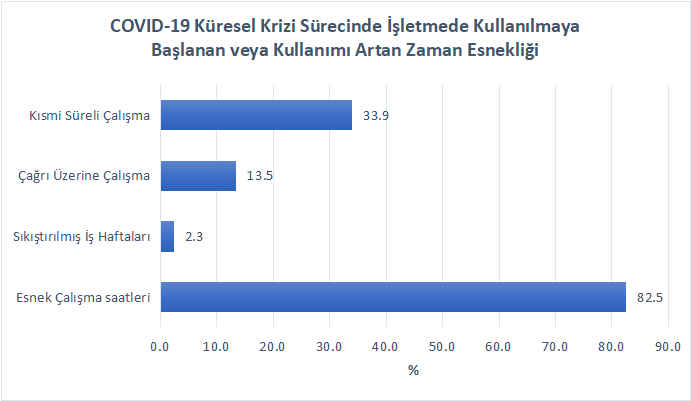 COVID-19 Küresel Krizi Sürecinde İşletmede Kullanılmaya
Başlanan veya Kullanımı Artan Zaman Esnekliği
Kısmi Süreli Çalışma 33.9
Çağrı Üzerine Çalışma 13.5
Sıkıştırılmış İş Haftaları 2.3
Esnek Çalışma saatleri 82.5
0.0 10.0 20.0 30.0 40.0 50.0 60.0 70.0 80.0 90.0
%